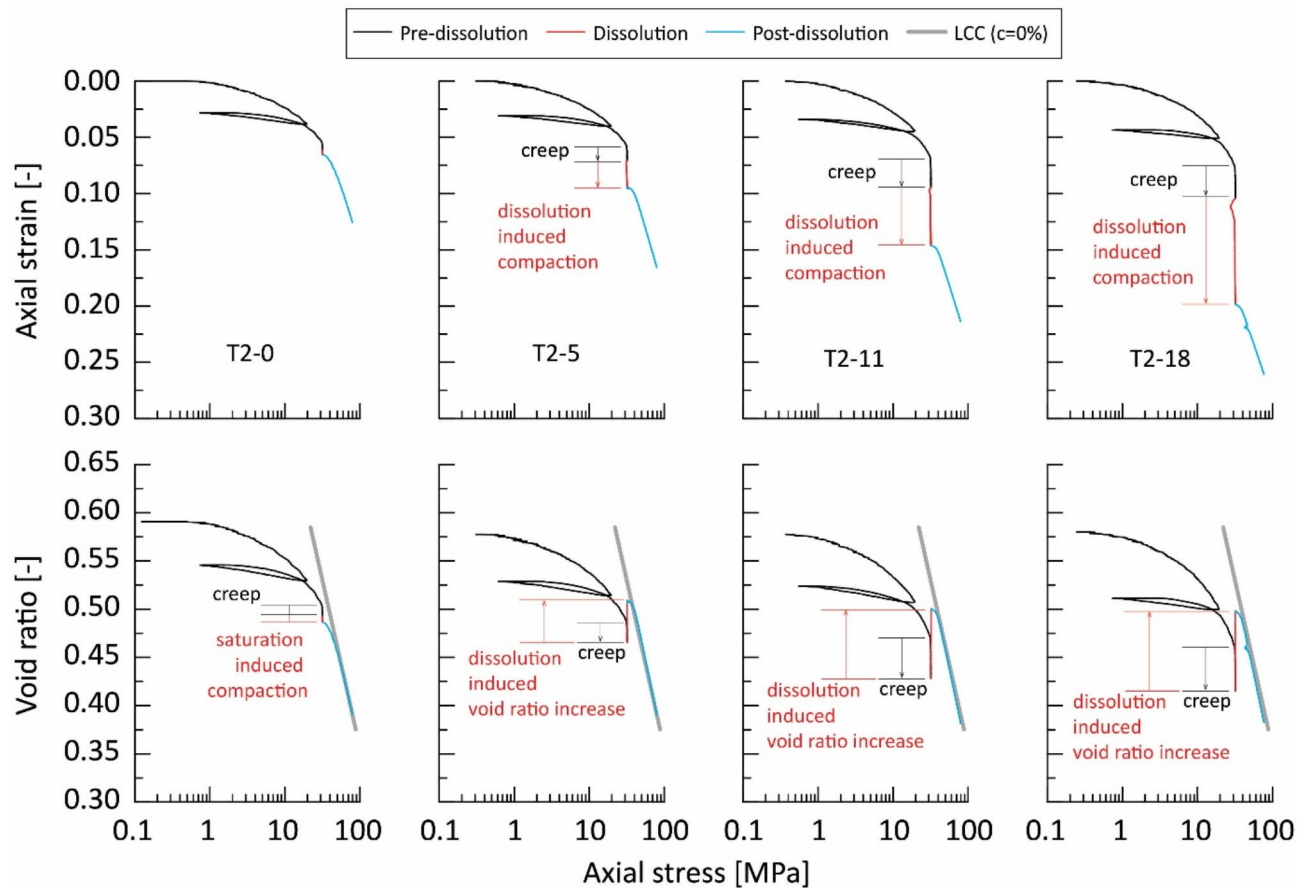 Pre-dissolution Dissolution Post-dissolution LCC (c=0%)
Axial strain [-]
0.00
0.05
0.10
0.15
0.20
0.25
0.30
T2-0
creep
dissolution
induced
compaction
T2-5
creep
dissolution
induced
compaction
T2-11
creep
dissolution
induced
compaction
T2-18
Void ratio [-]
0.65
0.60
0.55
0.50
0.45
0.40
0.35
0.30
creep
saturation
induced
compaction
creep
dissolution
induced
void ratio increase
creep
dissolution
induced
void ratio increase
creep
dissolution
induced
void ratio increase
0.1 1 10 100 0.1 1 10 100 0.1 1 10 100 0.1 1 10 100
Axial stress [MPa]